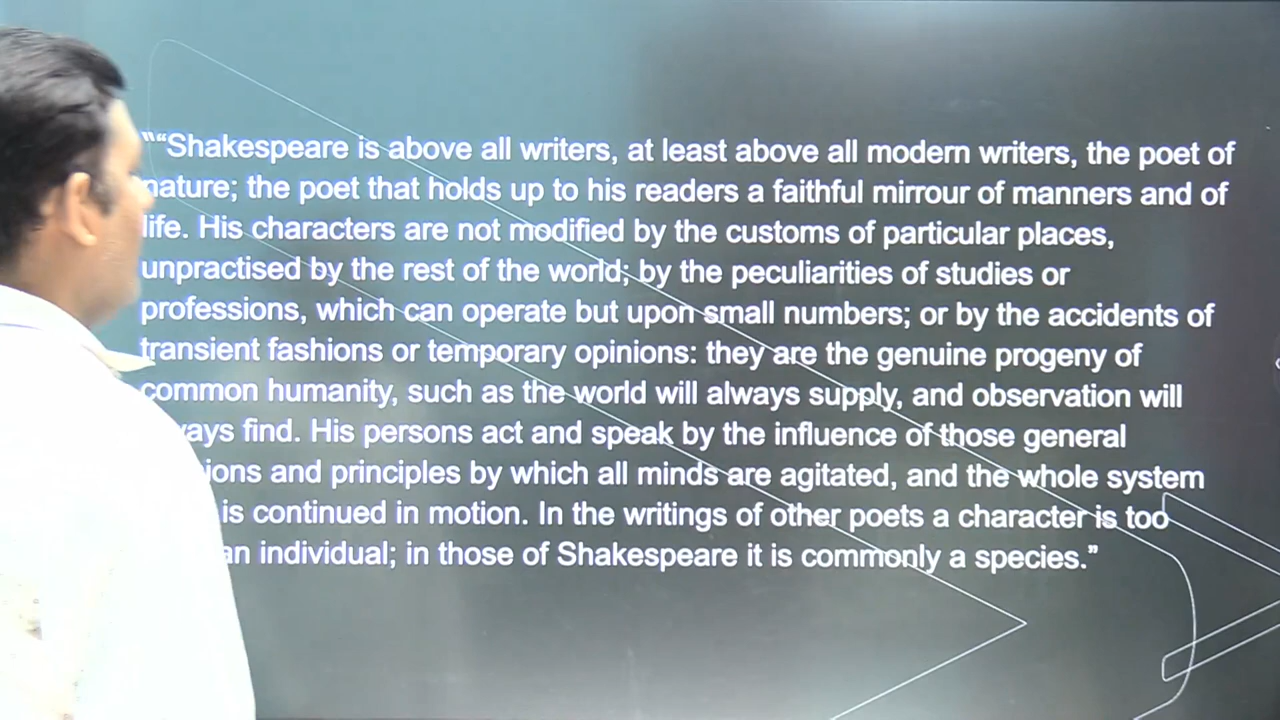 "“Shakespeare is above all writers, at least above all modern writers, the poet of
nature; the poet that holds up to his readers a faithful mirrour of manners and of
life. His characters are not modified by the customs of particular places,
unpractised by the rest of the world; by the peculiarities of studies or
professions, which can operate but upon small numbers; or by the accidents of
transient fashions or temporary opinions: they are the genuine progeny of
common humanity, such as the world will always supply, and observation will
find. His persons act and speak by the influence of those general
and principles by which all minds are agitated, and the whole system
is continued in motion. In the writings of other poets a character is too
an individual; in those of Shakespeare it is commonly a species.”